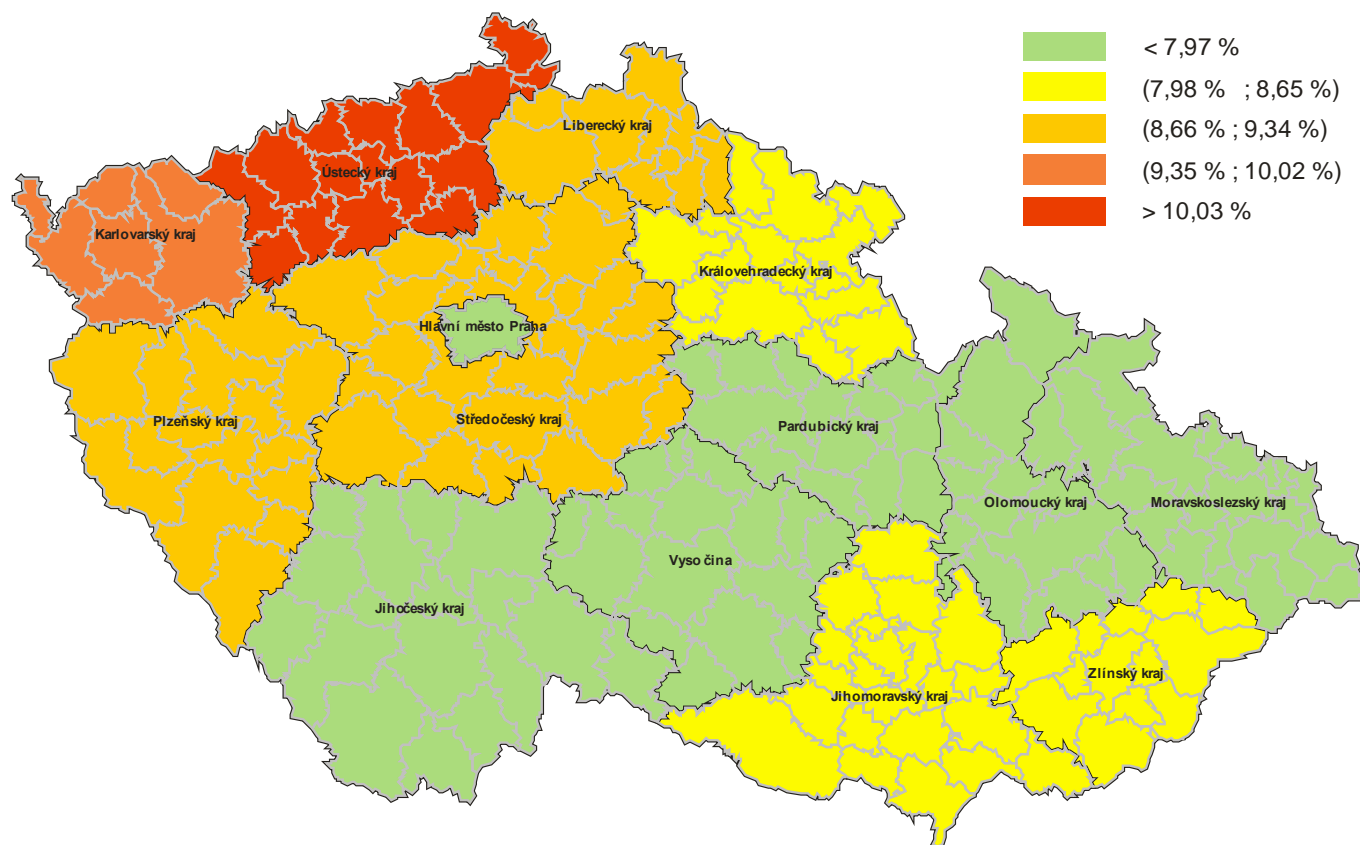 < 7,97 %
(7,98 % ; 8,65 %)
(8,66 % ; 9,34 %)
(9,35 % ; 10,02 %)
> 10,03 %
Liberecký kraj
Ústecký kraj
Karlovarský kraj
Královehradecký kraj
Hlavní město Praha
Plzeňský kraj
Středočeský kraj
Pardubický kraj
Olomoucký kraj
Moravskoslezský kraj
Vyso čina
Jihočeský kraj
Zlínský kraj
Jihomoravský kraj